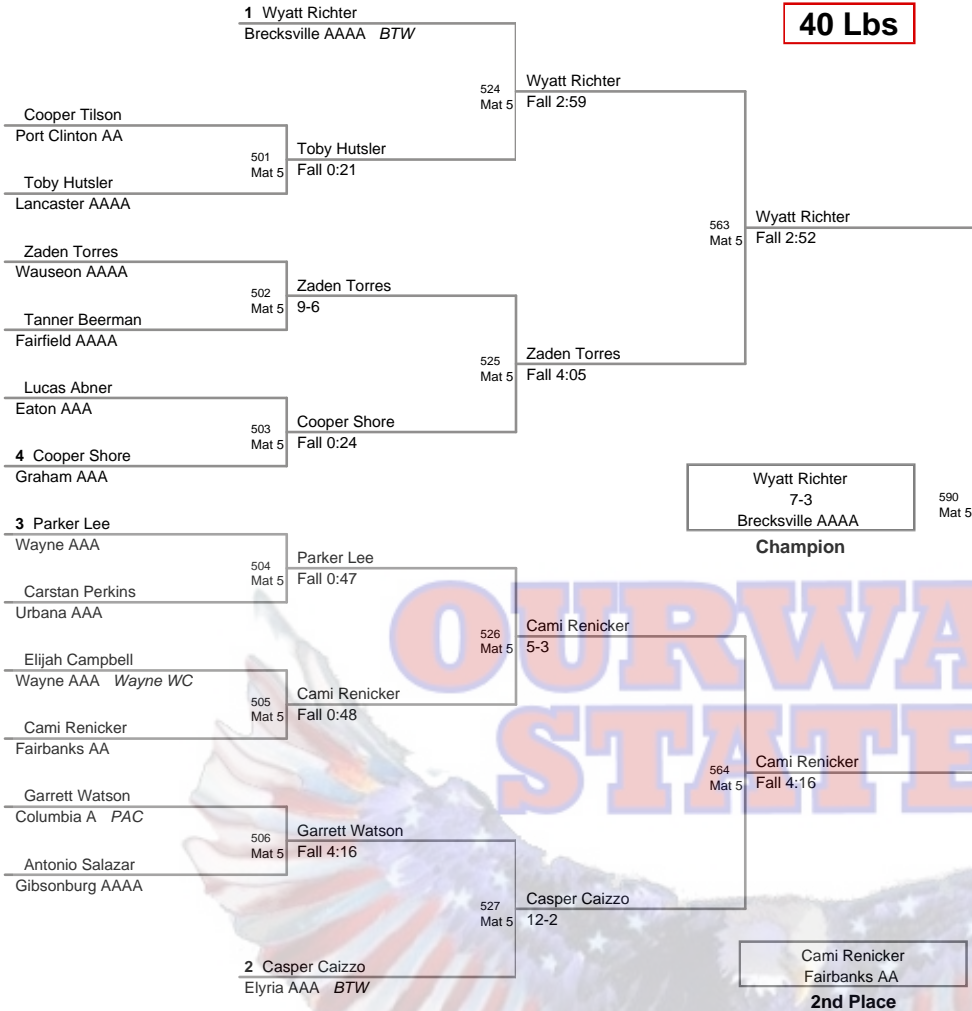 1 Wyatt Richter
Brecksville AAAA BTW
40 Lbs
524
Mat 5
Wyatt Richter
Fall 2:59
Cooper Tilson
Port Clinton AA
501
Mat 5
Toby Hutsler
Fall 0:21
Toby Hutsler
Lancaster AAAA
563
Mat 5
Wyatt Richter
Fall 2:52
Zaden Torres
Wauseon AAAA
502
Mat 5
Zaden Torres
9-6
Tanner Beerman
Fairfield AAAA
525
Mat 5
Zaden Torres
Fall 4:05
Lucas Abner
Eaton AAA
503
Mat 5
Cooper Shore
Fall 0:24
4 Cooper Shore
Graham AAA
Wyatt Richter
7-3
Brecksville AAAA
Champion
590
Mat 5
3 Parker Lee
Wayne AAA
504
Mat 5
Parker Lee
Fall 0:47
Carstan Perkins
Urbana AAA
OURWA
STATE
526
Mat 5
Cami Renicker
5-3
Elijah Campbell
Wayne AAA Wayne WC
505
Mat 5
Cami Renicker
Fall 0:48
Cami Renicker
Fairbanks AA
564
Mat 5
Cami Renicker
Fall 4:16
Garrett Watson
Columbia A PAC
506
Mat 5
Garrett Watson
Fall 4:16
Antonio Salazar
Gibsonburg AAAA
527
Mat 5
Casper Caizzo
12-2
2 Casper Caizzo
Elyria AAA BTW
Cami Renicker
Fairbanks AA
2nd Place